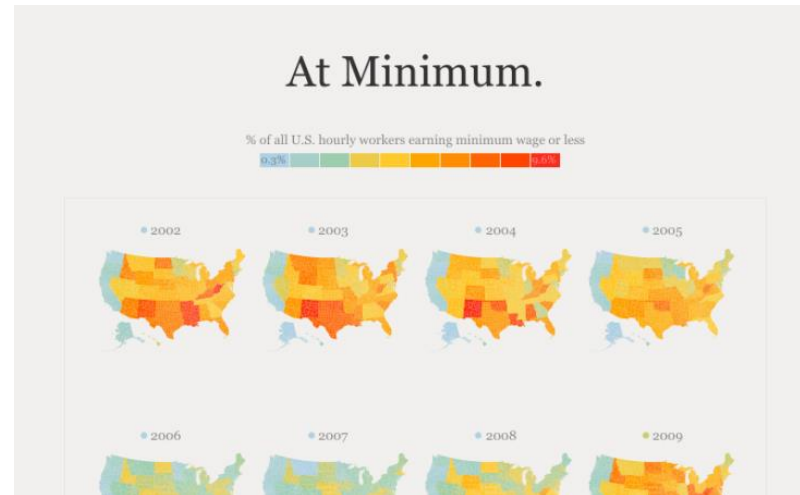 At Minimum.
% of all U.S. hourly workers earning minimum wage or less
0.3% 9.6%
2002 2003 2004 2005
2006 2007 2008 2009